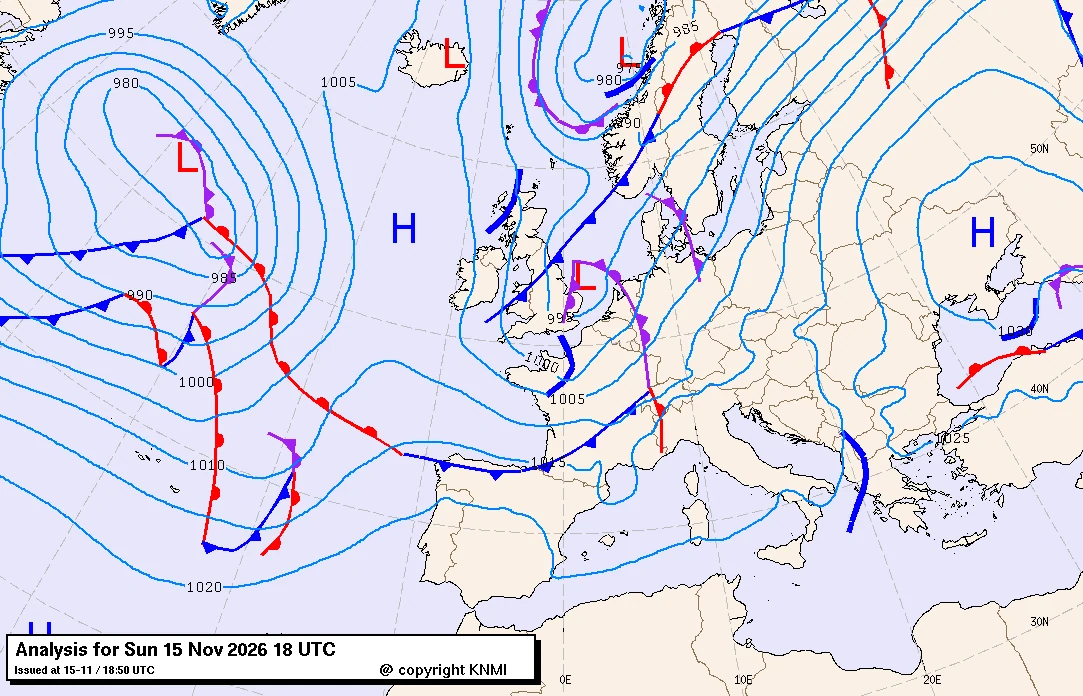 985
995
L
L
975
980
1005
980
990
50N
L
H
H
985
L
990
995
1030
1000
1000
40N
1005
1025
1015
1010
1020
30N
H
Analysis for Sun 15 Nov 2026 18 UTC
Issued at 15-11 / 18:50 UTC
@ copyright KNMI
0E
10E
20E